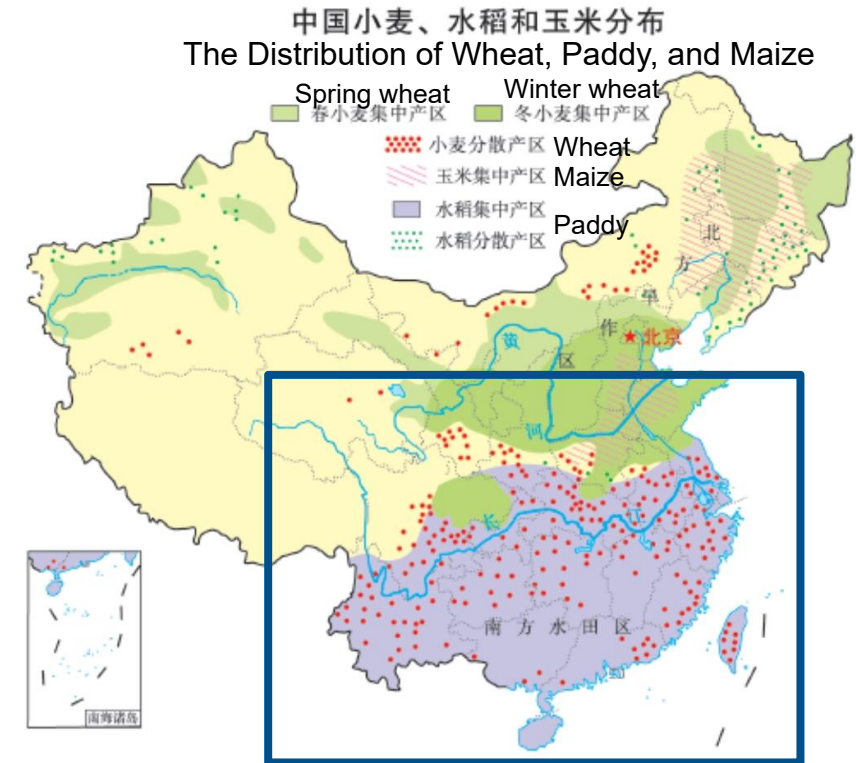 中国小麦、水稻和玉米分布
The Distribution of Wheat, Paddy, and Maize
Spring wheat
Winter wheat
春小麦集中产区
冬小麦集中产区
小麦分散产区
Wheat
玉米集中产区
Maize
水稻集中产区
Paddy
水稻分散产区
北
方
旱
作
区
北京
黄
河
长
江
南方水田区
南海诸岛